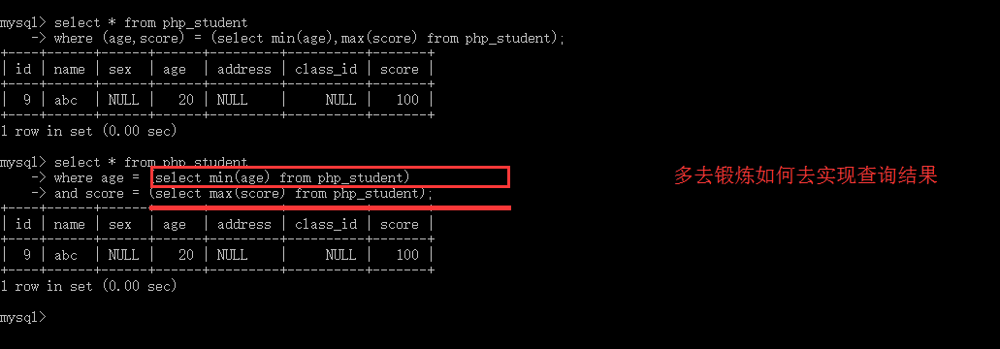 mysql> select * from php_student
    -> where (age,score) = (select min(age),max(score) from php_student);
+----+------+------+------+---------+----------+-------+
| id | name | sex  | age  | address | class_id | score |
+----+------+------+------+---------+----------+-------+
|  9 | abc  | NULL |   20 | NULL    |     NULL |   100 |
+----+------+------+------+---------+----------+-------+
1 row in set (0.00 sec)
mysql> select * from php_student
    -> where age = (select min(age) from php_student)
多去锻炼如何去实现查询结果
    -> and score = (select max(score) from php_student);
+----+------+------+------+---------+----------+-------+
| id | name | sex  | age  | address | class_id | score |
+----+------+------+------+---------+----------+-------+
|  9 | abc  | NULL |   20 | NULL    |     NULL |   100 |
+----+------+------+------+---------+----------+-------+
1 row in set (0.00 sec)
mysql>